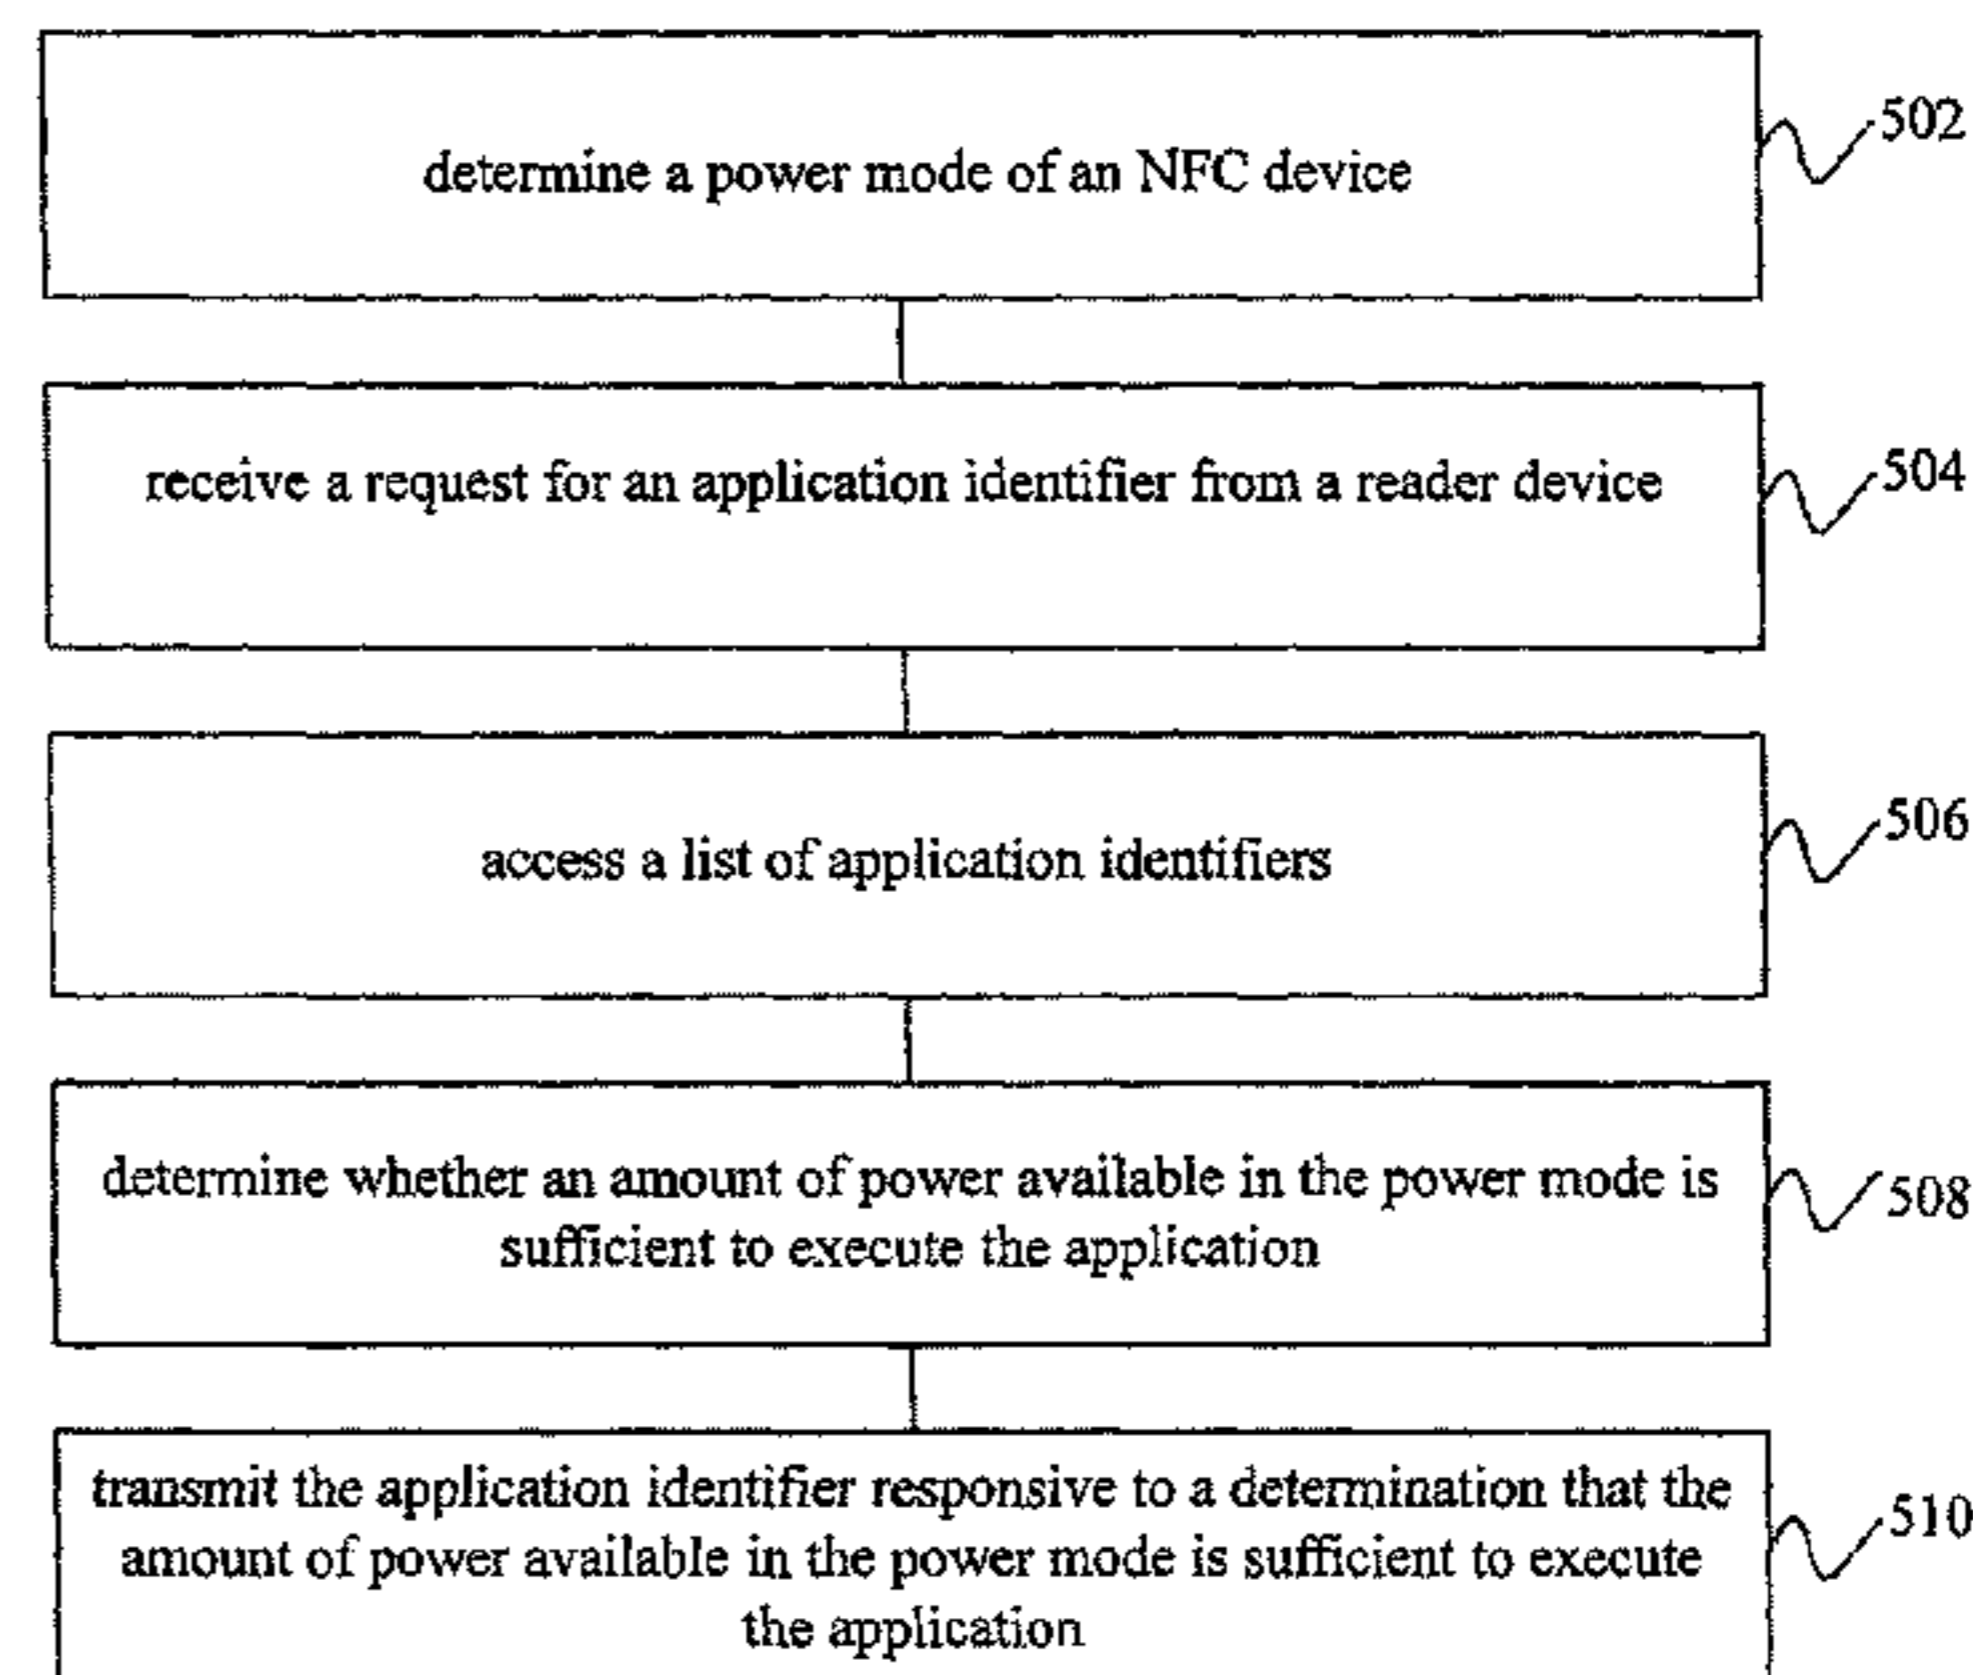 determine a power mode of an NFC device
502
receive a request for an application identifier from a reader device
504
access a list of application identifiers
506
determine whether an amount of power available in the power mode is
sufficient to execute the application
508
transmit the application identifier responsive to a determination that the
amount of power available in the power mode is sufficient to execute
the application
510